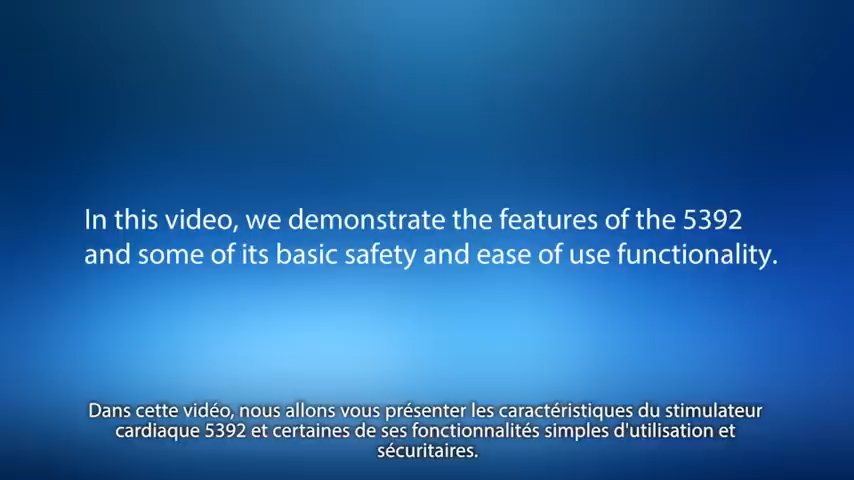 In this video, we demonstrate the features of the 5392
and some of its basic safety and ease of use functionality.
Dans cette vidéo, nous allons vous présenter les caractéristiques du stimulateur
cardiaque 5392 et certaines de ses fonctionnalités simples d'utilisation et
sécuritaires.